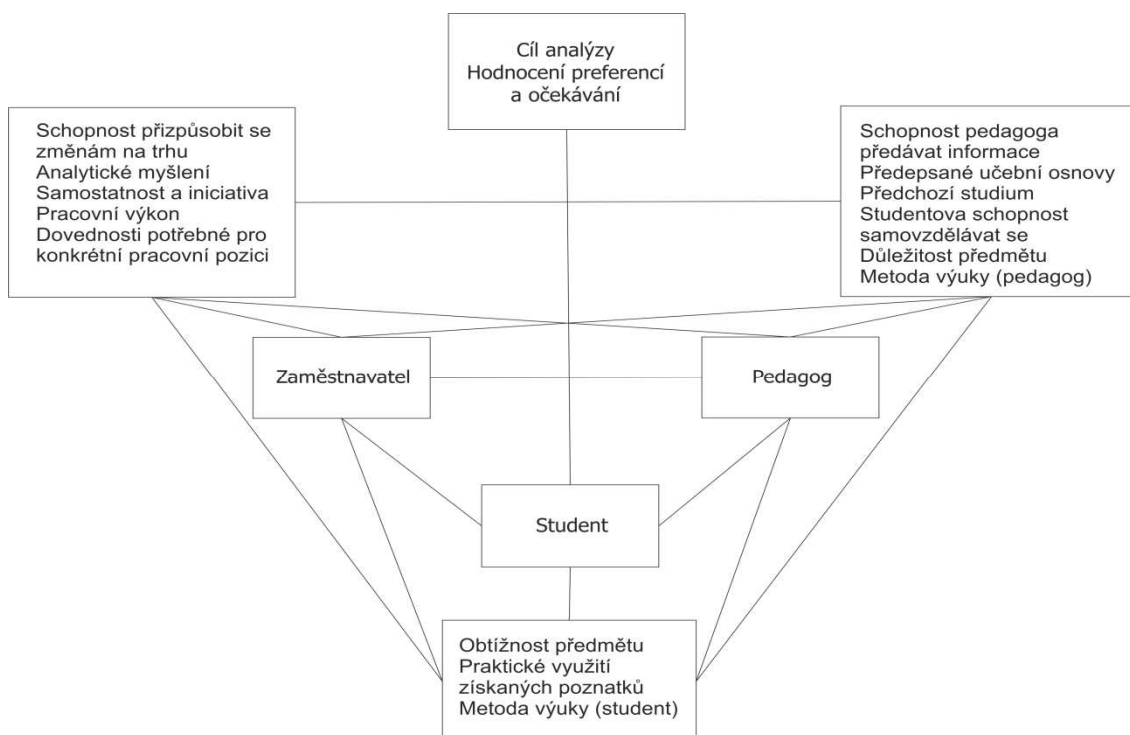 Cíl analýzy
Hodnocení preferencí
a očekávání
Schopnost přizpůsobit se
změnám na trhu
Analytické myšlení
Samostatnost a iniciativa
Pracovní výkon
Dovednosti potřebné pro
konkrétní pracovní pozici
Schopnost pedagoga
předávat informace
Předepsané učební osnovy
Předchozí studium
Studentova schopnost
samovzdělávat se
Důležitost předmětu
Metoda výuky (pedagog)
Zaměstnavatel
Pedagog
Student
Obtížnost předmětu
Praktické využití
získaných poznatků
Metoda výuky (student)